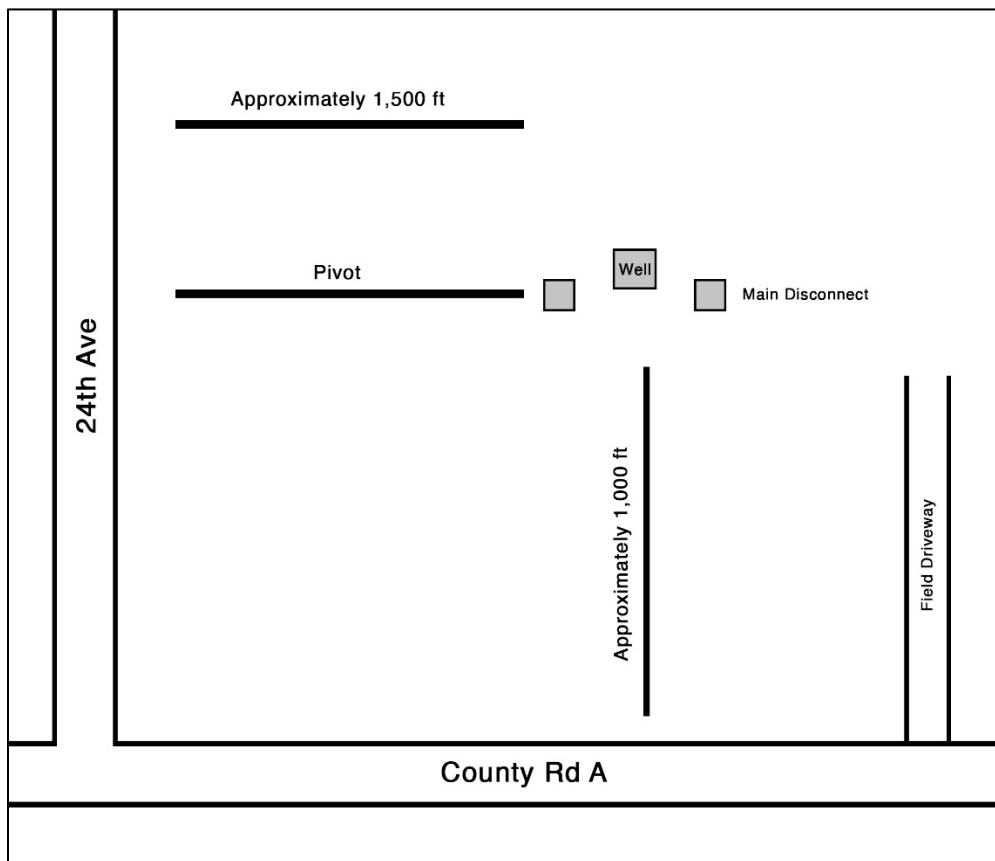 Approximately 1,500 ft
Well
Pivot
Main Disconnect
24th Ave
Approximately 1,000 ft
Field Driveway
County Rd A